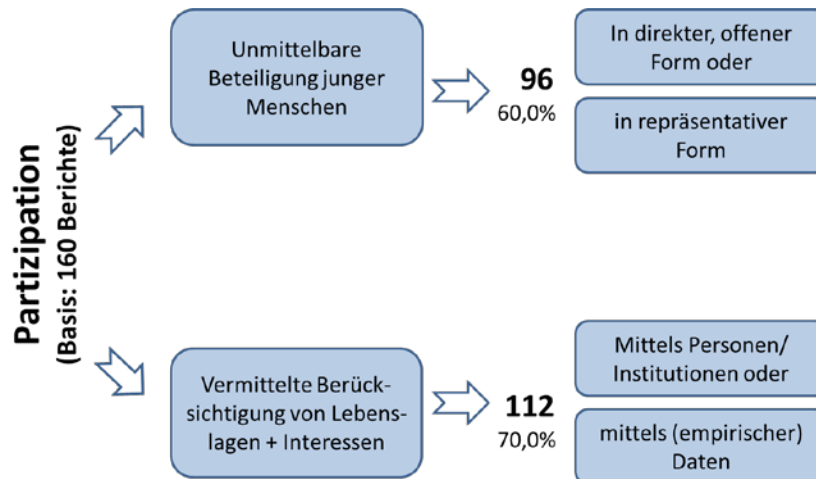 Partizipation
(Basis: 160 Berichte)
Unmittelbare
Beteiligung junger
Menschen
96
60,0%
In direkter, offener
Form oder
in repräsentativer
Form
Vermittelte Berück-
sichtigung von Lebens-
lagen + Interessen
112
70,0%
Mittels Personen/
Institutionen oder
mittels (empirischer)
Daten